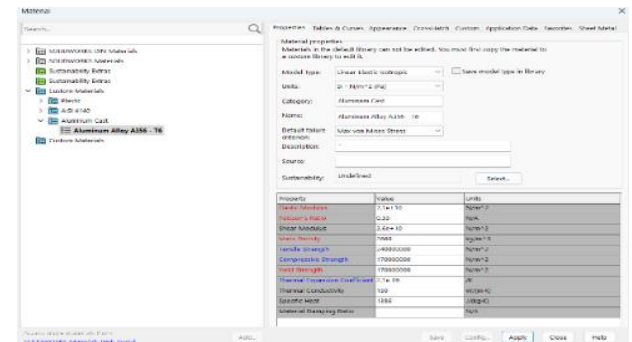 Material
Search...
Properties Tables & Curves Appearance CrossHatch Custom Application Data Favorites Sheet Metal
SOLIDWORKS DIN Materials
SOLIDWORKS Materials
Sustainability Extras
Sustainability Extras
Custom Materials
Plastic
AISI 4140
Aluminum Cast
Aluminum Alloy A356 - T6
Custom Materials
Material properties
Materials in the default library can not be edited. You must first copy the material to
a custom library to edit it.
Model Type: Linear Elastic Isotropic
Save model type in library
Units: SI - N/m^2 (Pa)
Category: Aluminum Cast
Name: Aluminum Alloy A356 - T6
Default failure
criterion: Max von Mises Stress
Description: -
Source:
Sustainability: Undefined
Select...
Property Value Units
Elastic Modulus N/m^2
Poisson's Ratio N/A
Shear Modulus N/m^2
Mass Density kg/m^3
Tensile Strength 240000000 N/m^2
Compressive Strength 170000000 N/m^2
Yield Strength 170000000 N/m^2
Thermal Expansion Coefficient /K
Thermal Conductivity W/(m·K)
Specific Heat J/(kg·K)
Material Damping Ratio N/A
Save Config... Apply Close Help